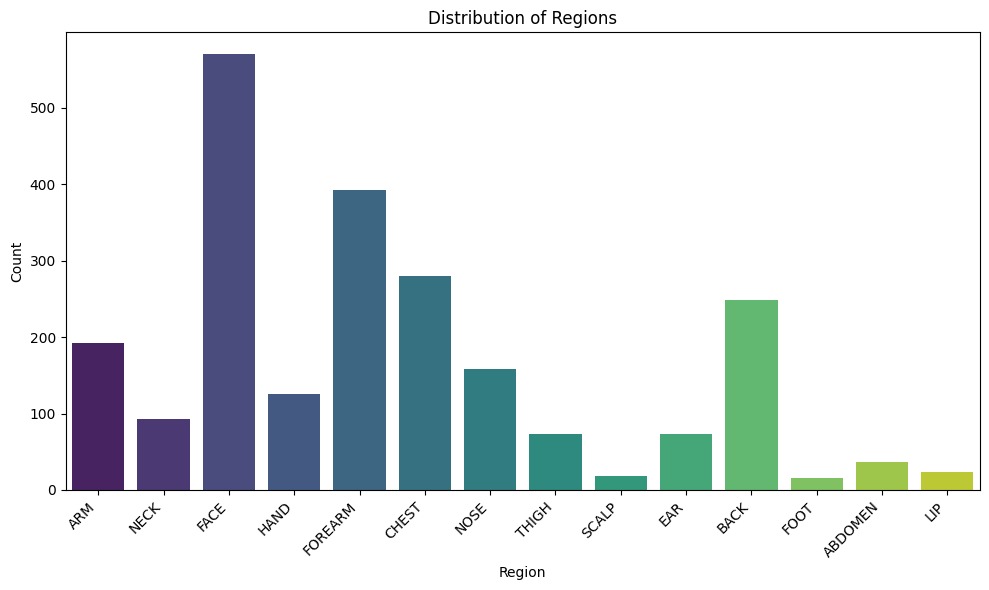 Distribution of Regions
Count
500
400
300
200
100
0
ARM
NECK
FACE
HAND
FOREARM
CHEST
NOSE
THIGH
SCALP
EAR
BACK
FOOT
ABDOMEN
LIP
Region